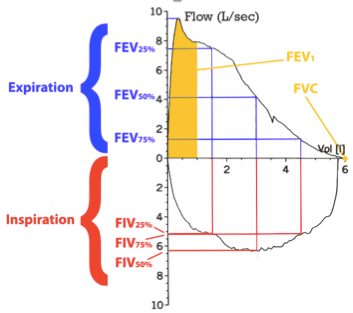 10
Flow (L/sec)
8
FEV25%
FEV1
6
Expiration
FEV50%
4
FVC
FEV75%
2
Vol [l]
0
2
4
6
2
Inspiration
4
FIV25%
FIV75%
6
FIV50%
8
10